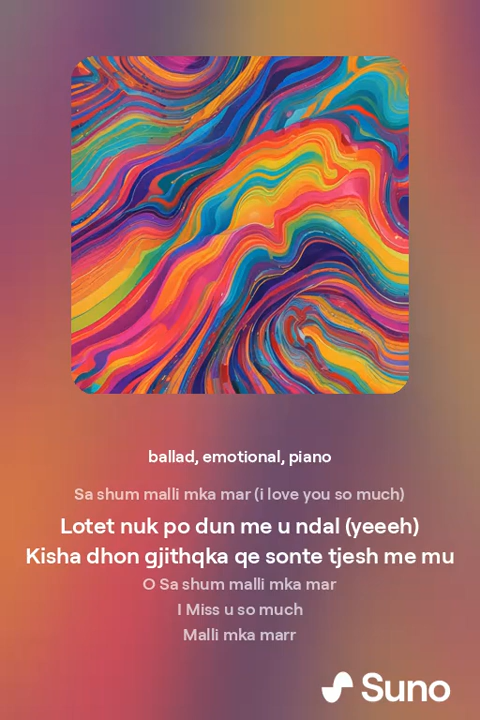 ballad, emotional, piano
Sa shum malli mka mar (i love you so much)
Lotet nuk po dun me u ndal (yeeeh)
Kisha dhon gjithqka qe sonte tjesh me mu
O Sa shum malli mka mar
I Miss u so much
Malli mka marr
Suno